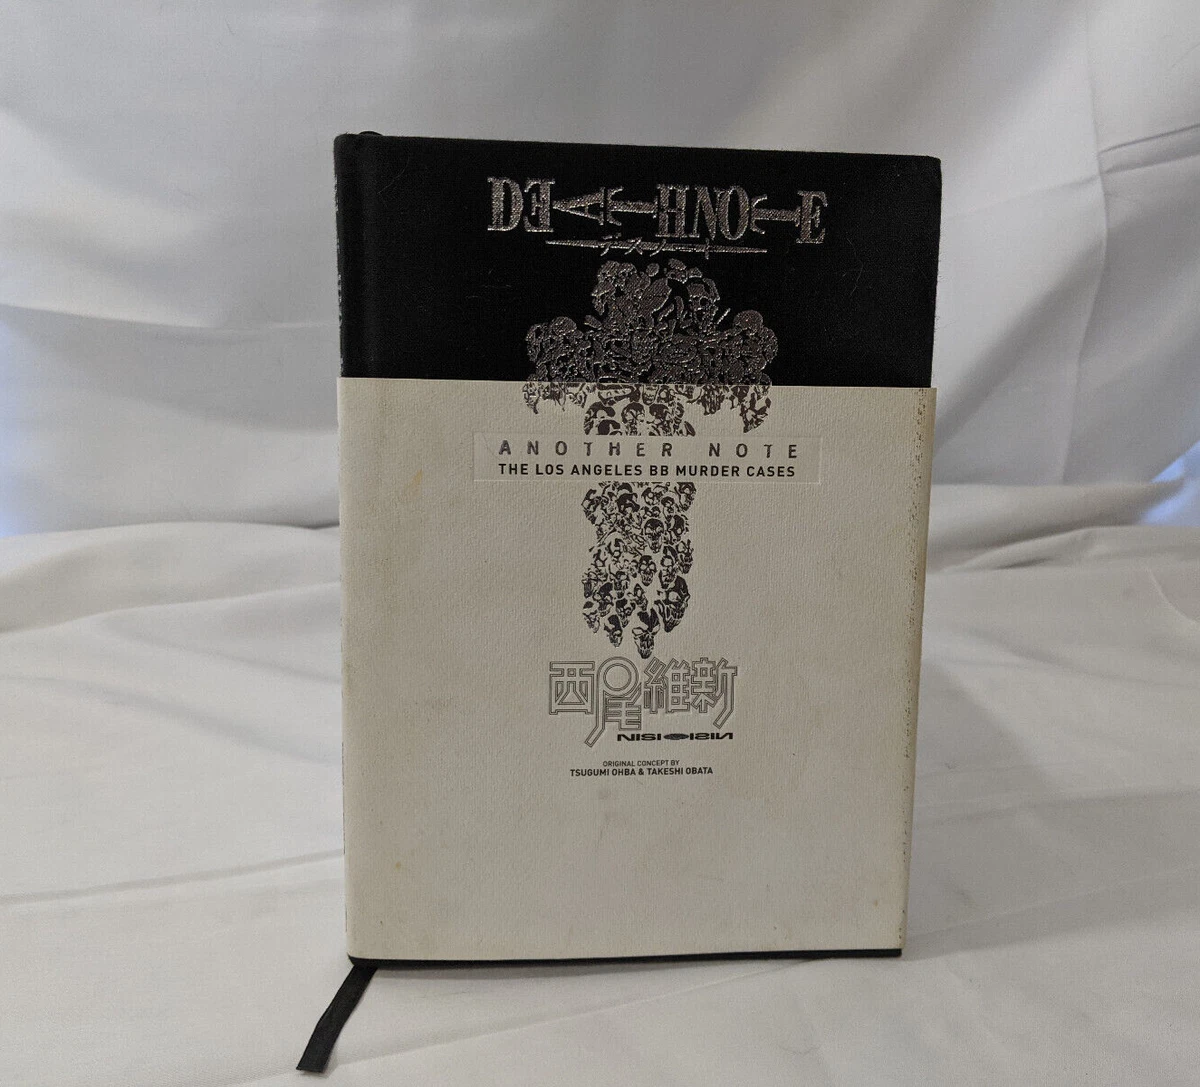 DEATH NOTE
デスノート
ANOTHER NOTE
THE LOS ANGELES BB MURDER CASES
西尾維新
NISIOISIN
ORIGINAL CONCEPT BY
TSUGUMI OHBA & TAKESHI OBATA